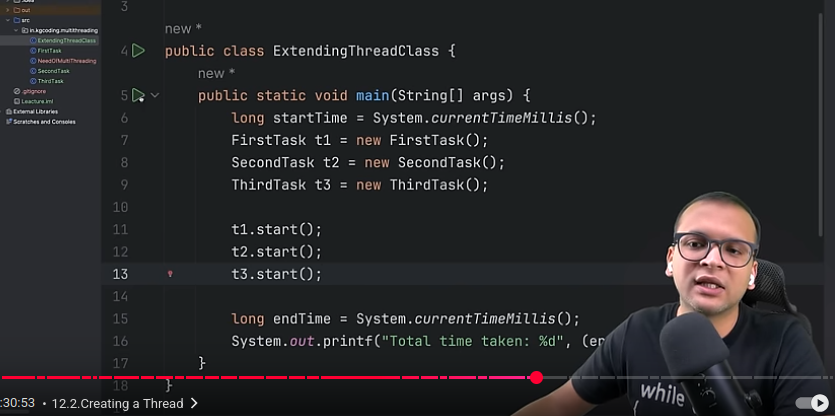 out
src
in.kgcoding.multithreading
ExtendingThreadClass
FirstTask
NeedOfMultiThreading
SecondTask
ThirdTask
.gitignore
Leacture.iml
External Libraries
Scratches and Consoles
3
new *
4 public class ExtendingThreadClass {
new *
5 public static void main(String[] args) {
6 long startTime = System.currentTimeMillis();
7 FirstTask t1 = new FirstTask();
8 SecondTask t2 = new SecondTask();
9 ThirdTask t3 = new ThirdTask();
10
11 t1.start();
12 t2.start();
13 t3.start();
14
15 long endTime = System.currentTimeMillis();
16 System.out.printf("Total time taken: %d", (en
17 }
18 }
:30:53 • 12.2.Creating a Thread >
while